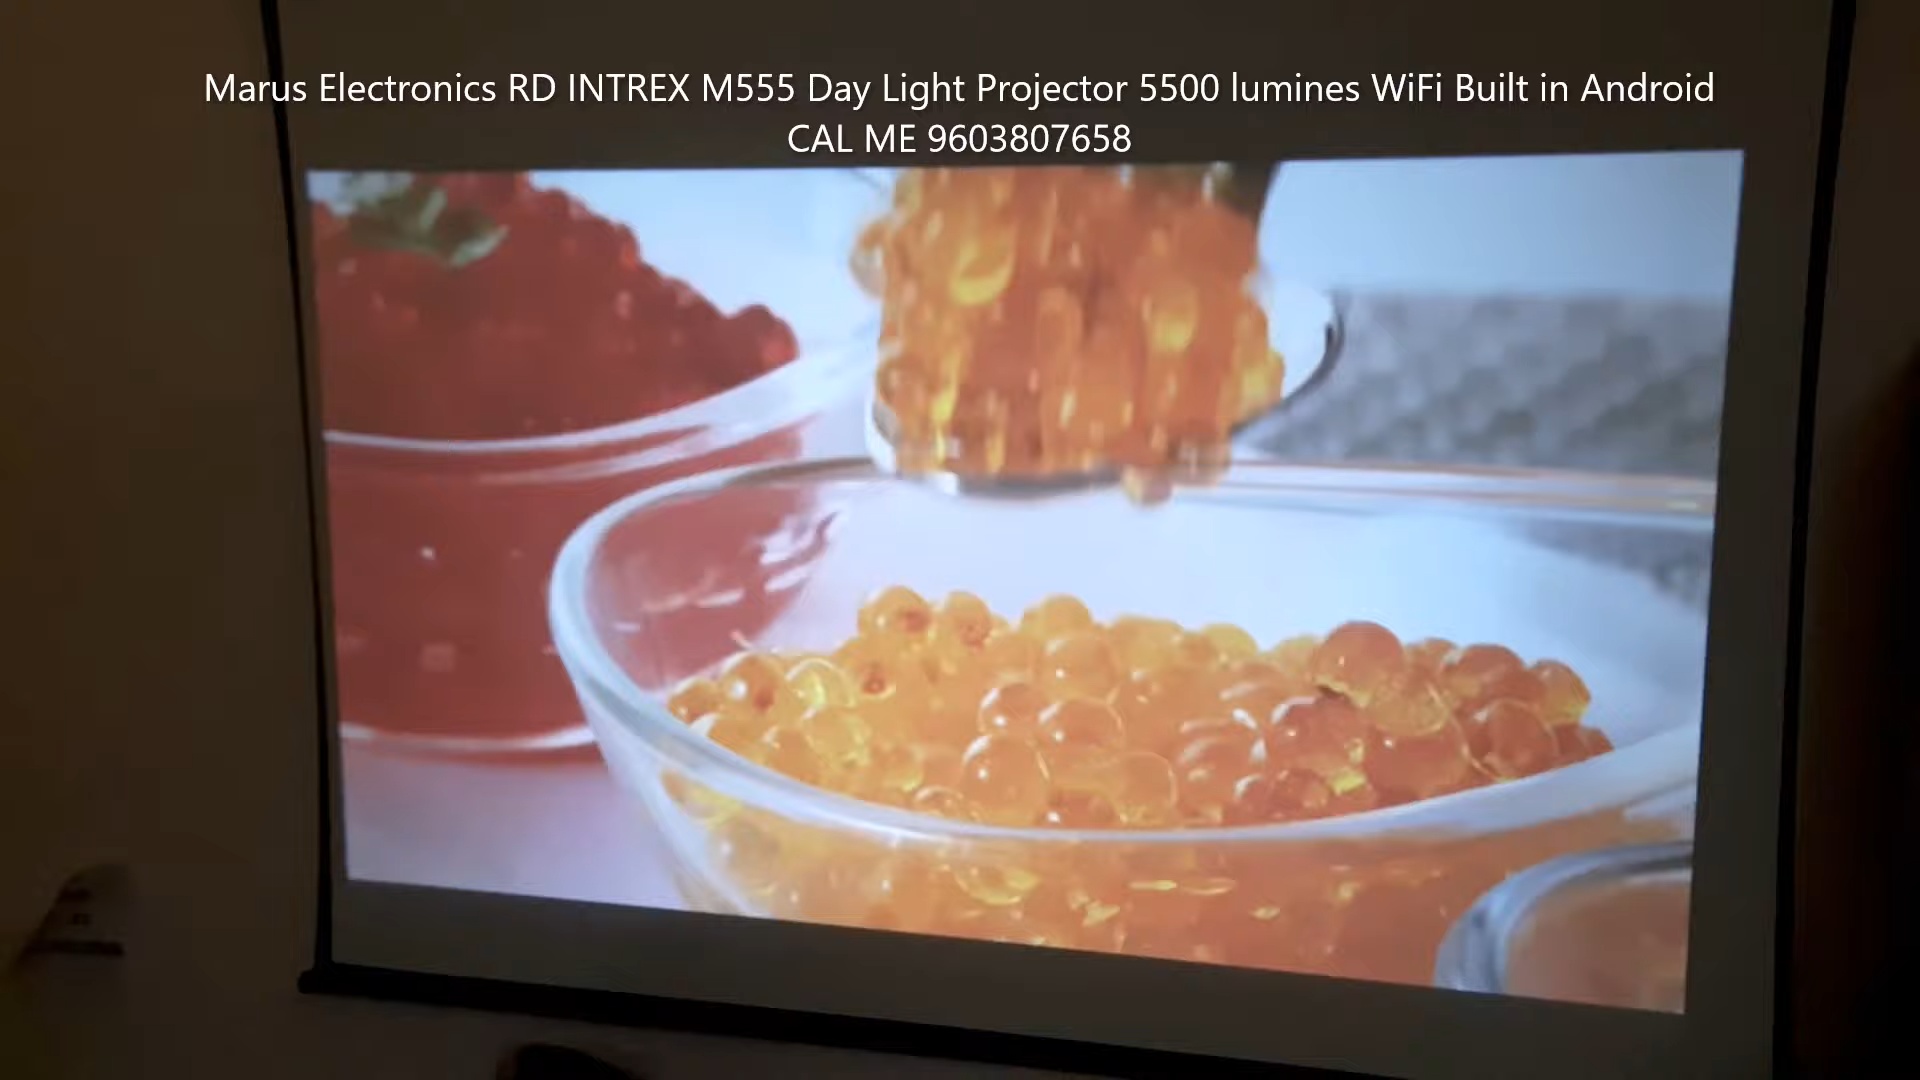 Marus Electronics RD INTREX M555 Day Light Projector 5500 lumines WiFi Built in Android
CAL ME 9603807658